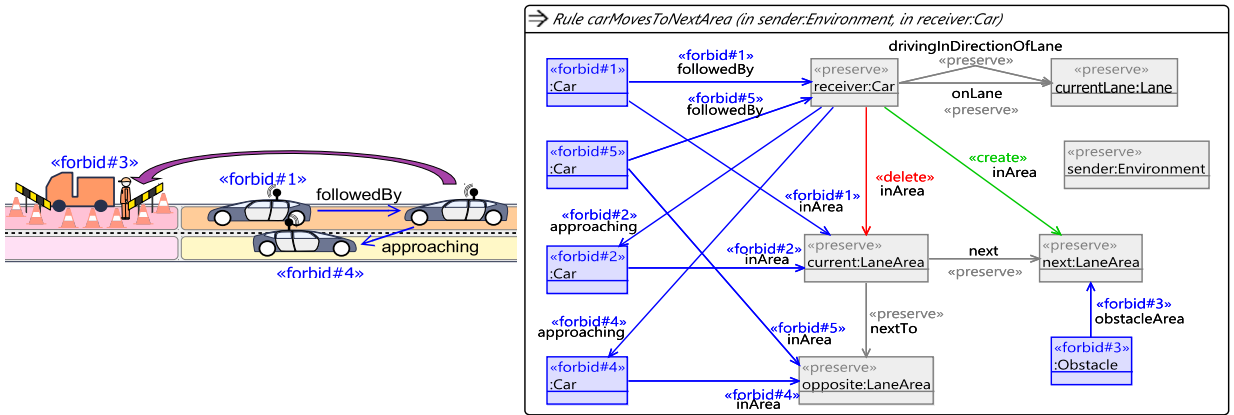 «forbid#3»
«forbid#1»
followedBy
approaching
«forbid#4»
Rule carMovesToNextArea (in sender:Environment, in receiver:Car)
drivingInDirectionOfLane
«preserve»
«forbid#1»
followedBy
«forbid#1»
:Car
«preserve»
receiver:Car
«preserve»
currentLane:Lane
onLane
«preserve»
«forbid#5»
followedBy
«forbid#5»
:Car
«create»
inArea
«preserve»
sender:Environment
«delete»
inArea
«forbid#1»
inArea
«forbid#2»
approaching
«forbid#2»
:Car
«forbid#2»
inArea
«preserve»
current:LaneArea
next
«preserve»
«preserve»
next:LaneArea
«forbid#4»
approaching
«forbid#5»
inArea
«preserve»
nextTo
«forbid#3»
obstacleArea
«forbid#3»
:Obstacle
«forbid#4»
:Car
«forbid#4»
inArea
«preserve»
opposite:LaneArea